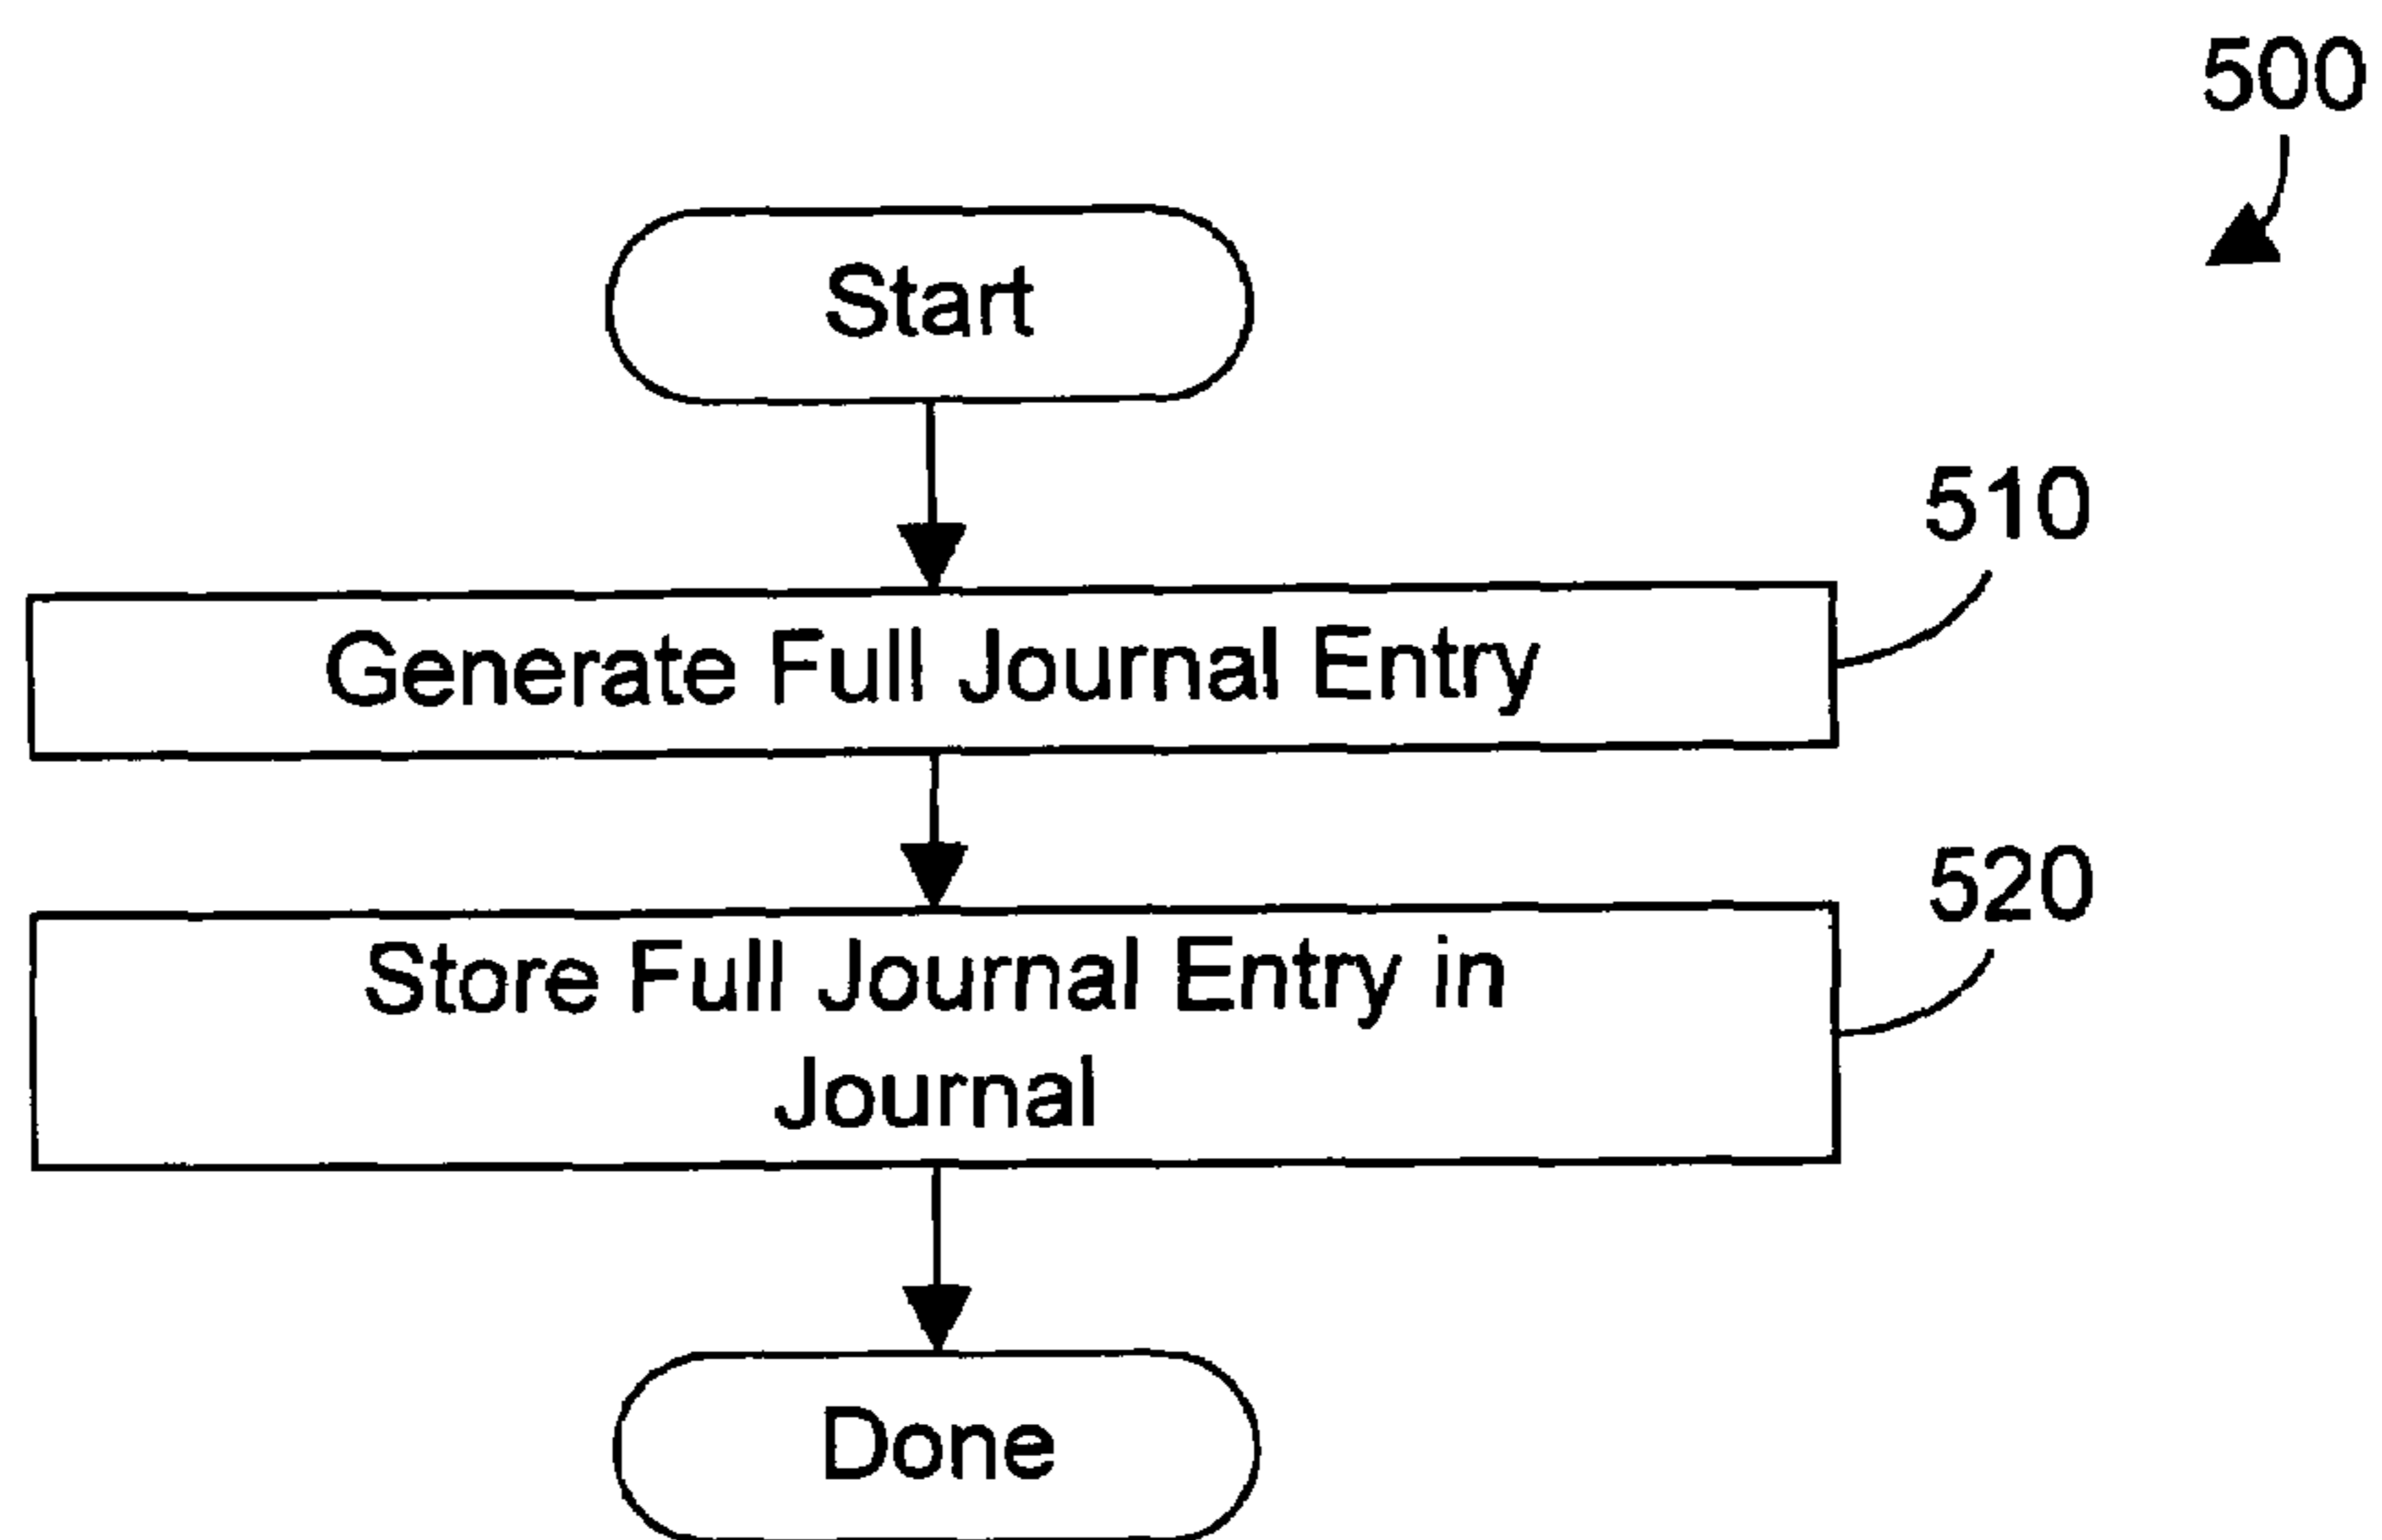 500
Start
510
Generate Full Journal Entry
520
Store Full Journal Entry in
Journal
Done